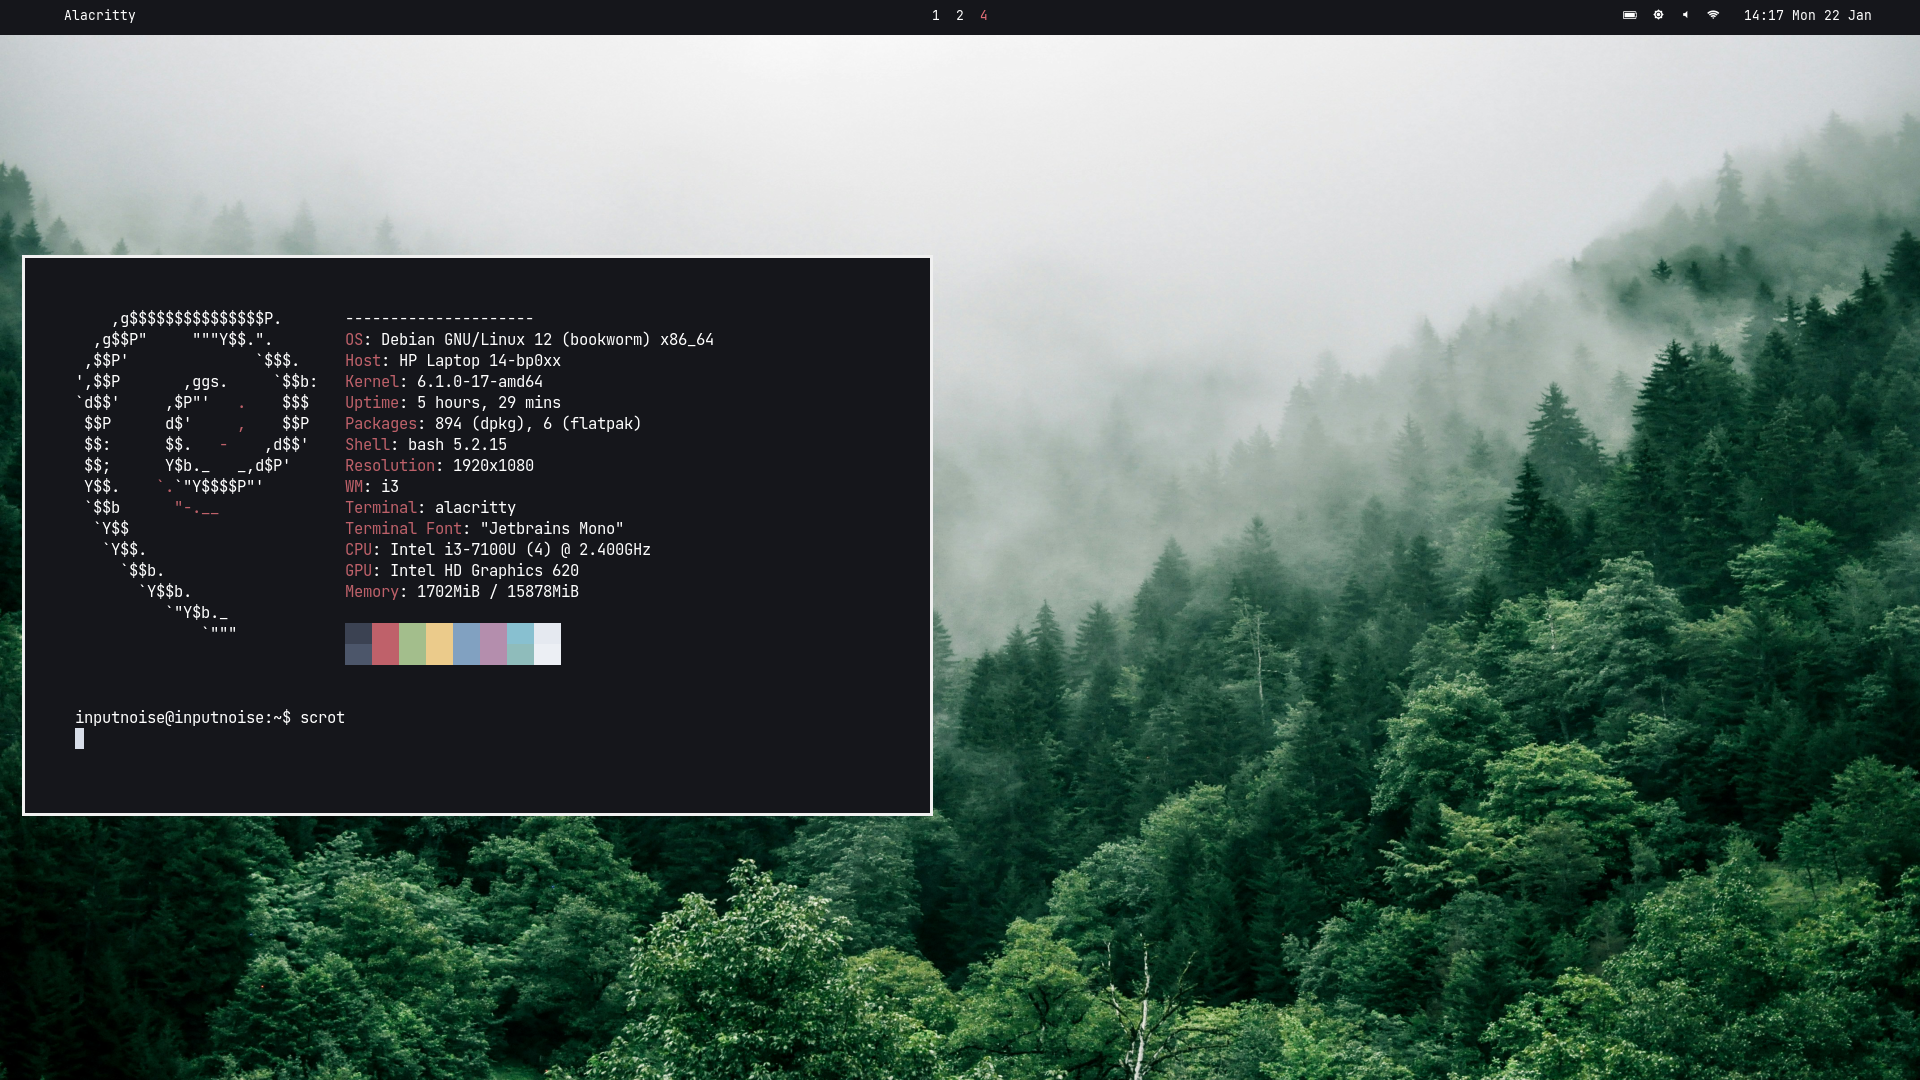 Alacritty 1 2 4 14:17 Mon 22 Jan
,g$$$$$$$$$$$$$$$P. ---------------------
,g$$P" """Y$$.". OS: Debian GNU/Linux 12 (bookworm) x86_64
,$$P' `$$$. Host: HP Laptop 14-bp0xx
',$$P ,ggs. `$$b: Kernel: 6.1.0-17-amd64
`d$$' ,$P"' . $$$ Uptime: 5 hours, 29 mins
$$P d$' , $$P Packages: 894 (dpkg), 6 (flatpak)
$$: $$. - ,d$$' Shell: bash 5.2.15
$$; Y$b._ _,d$P' Resolution: 1920x1080
Y$$. `.`"Y$$$$P"' WM: i3
`$$b "-.__ Terminal: alacritty
`Y$$ Terminal Font: "Jetbrains Mono"
`Y$$. CPU: Intel i3-7100U (4) @ 2.400GHz
`$$b. GPU: Intel HD Graphics 620
`Y$$b. Memory: 1702MiB / 15878MiB
`"Y$b._
`"""
inputnoise@inputnoise:~$ scrot